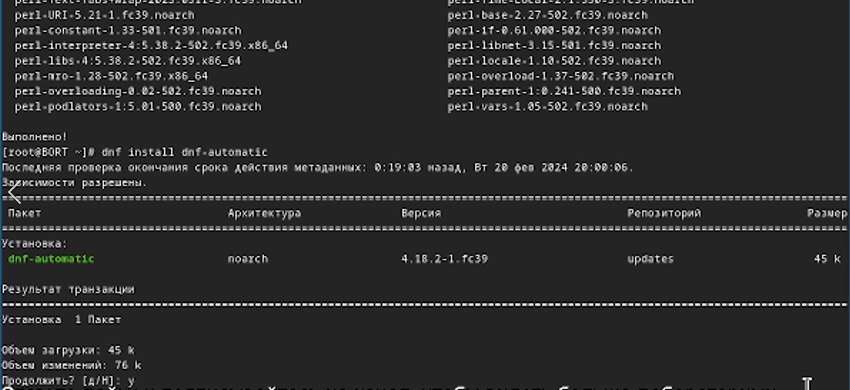 perl-URI-5.21-1.fc39.noarch perl-base-2.27-502.fc39.noarch
perl-constant-1.33-501.fc39.noarch perl-if-0.61.000-502.fc39.noarch
perl-interpreter-4:5.38.2-502.fc39.x86_64 perl-libnet-3.15-501.fc39.noarch
perl-libs-4:5.38.2-502.fc39.x86_64 perl-locale-1.10-502.fc39.noarch
perl-mro-1.28-502.fc39.x86_64 perl-overload-1.37-502.fc39.noarch
perl-overloading-0.02-502.fc39.noarch perl-parent-1:0.241-500.fc39.noarch
perl-podlators-1:5.01-500.fc39.noarch perl-vars-1.05-502.fc39.noarch
Выполнено!
[root@BORT ~]# dnf install dnf-automatic
Последняя проверка окончания срока действия метаданных: 0:19:03 назад, Вт 20 фев 2024 20:00:06.
Зависимости разрешены.
Пакет Архитектура Версия Репозиторий Размер
Установка:
dnf-automatic noarch 4.18.2-1.fc39 updates 45 k
Результат транзакции
Установка 1 Пакет
Объем загрузки: 45 k
Объем изменений: 76 k
Продолжить? [д/Н]: y